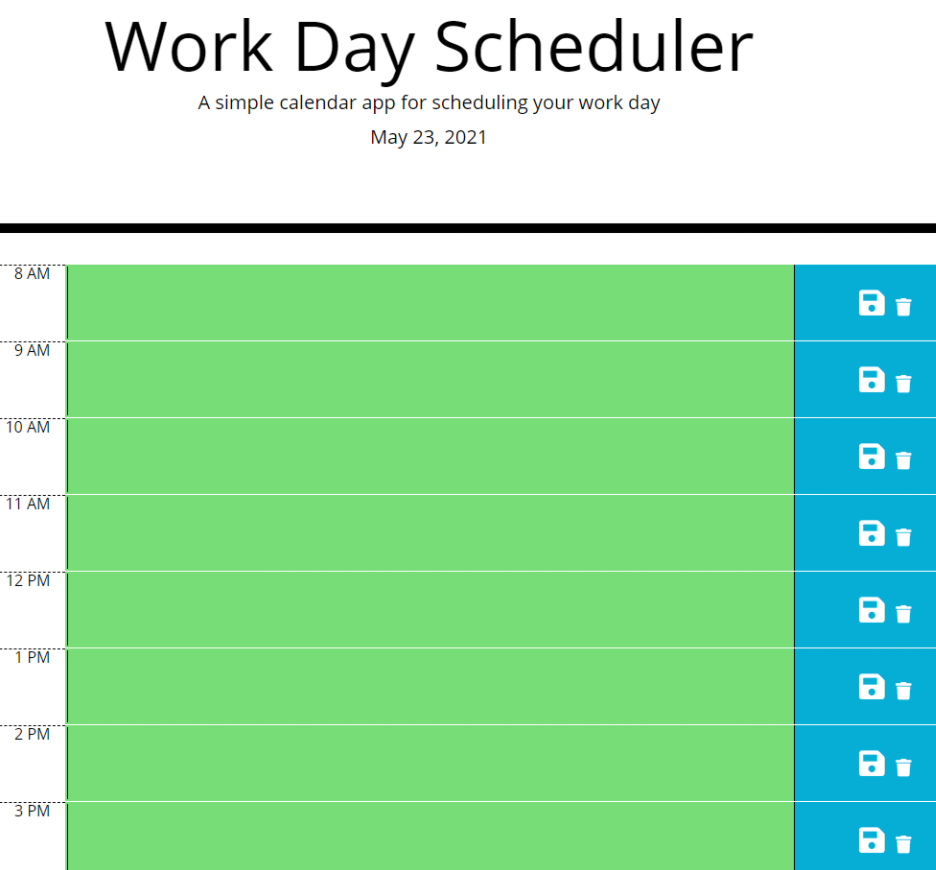 Work Day Scheduler
A simple calendar app for scheduling your work day
May 23, 2021
8 AM
9 AM
10 AM
11 AM
12 PM
1 PM
2 PM
3 PM